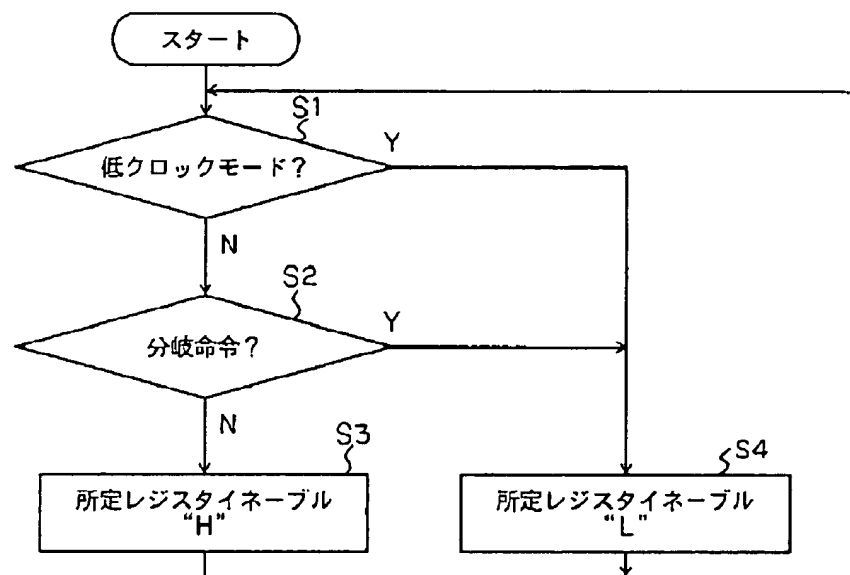 スタート
S1
低クロックモード?
Y
N
S2
分岐命令?
Y
N
S3
所定レジスタイネーブル
“H”
S4
所定レジスタイネーブル
“L”